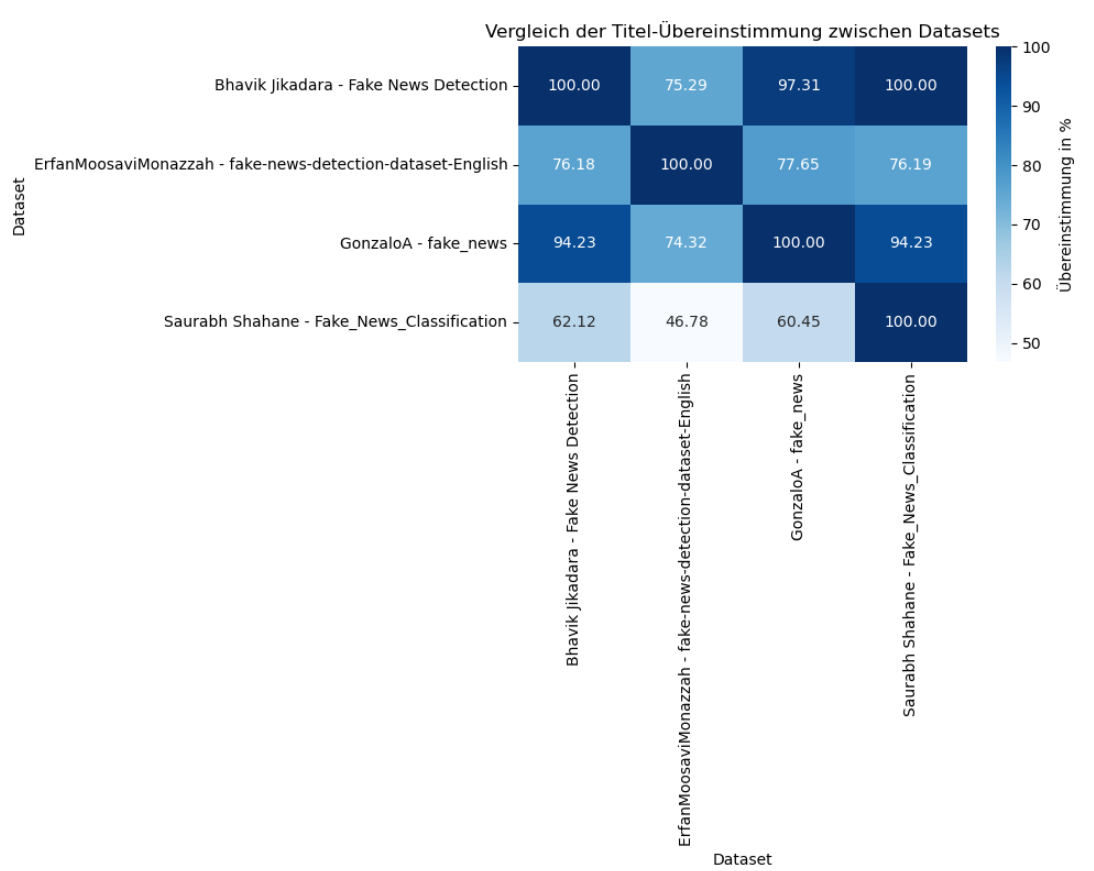 Vergleich der Titel-Übereinstimmung zwischen Datasets
Bhavik Jikadara - Fake News Detection
100.00 75.29 97.31 100.00
ErfanMoosaviMonazzah - fake-news-detection-dataset-English
76.18 100.00 77.65 76.19
GonzaloA - fake_news
94.23 74.32 100.00 94.23
Saurabh Shahane - Fake_News_Classification
62.12 46.78 60.45 100.00
Dataset
Bhavik Jikadara - Fake News Detection
ErfanMoosaviMonazzah - fake-news-detection-dataset-English
GonzaloA - fake_news
Saurabh Shahane - Fake_News_Classification
Dataset
100
90
80
70
60
50
Übereinstimmung in %